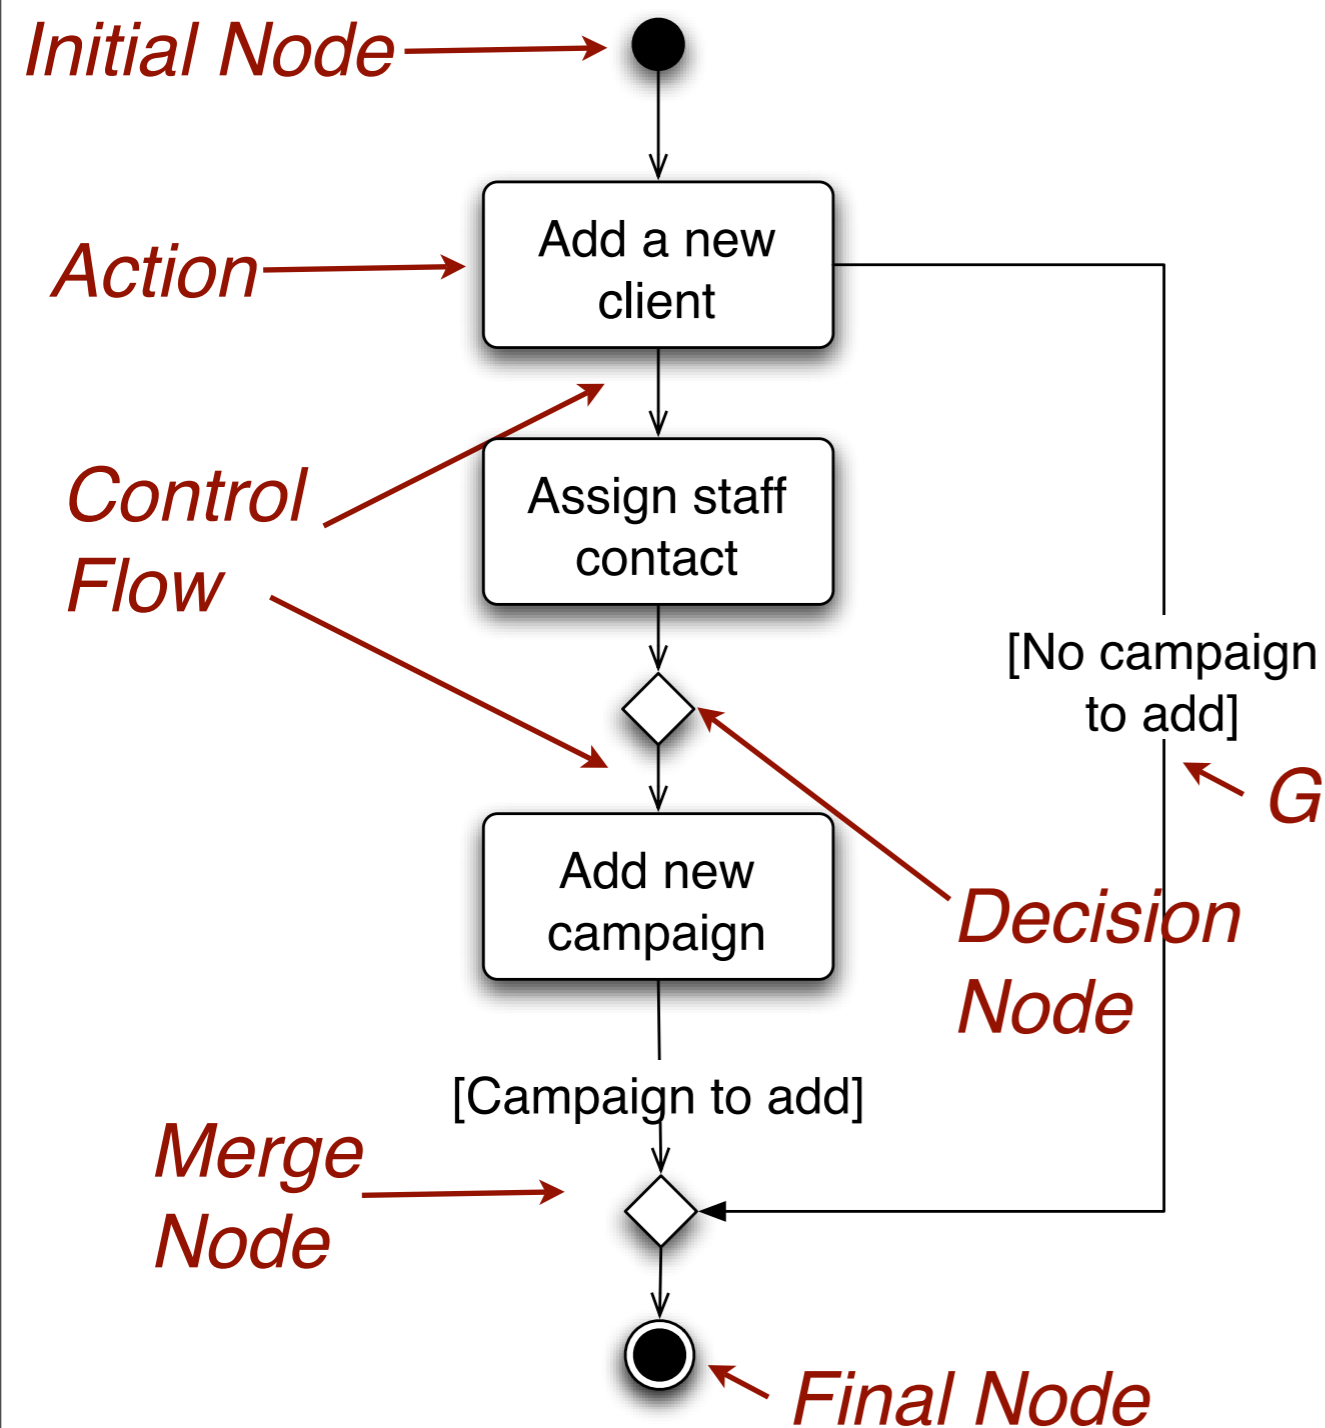 Initial Node
Add a new
client
Action
Control
Flow
Assign staff
contact
[No campaign
to add]
G
Add new
campaign
Decision
Node
[Campaign to add]
Merge
Node
Final Node